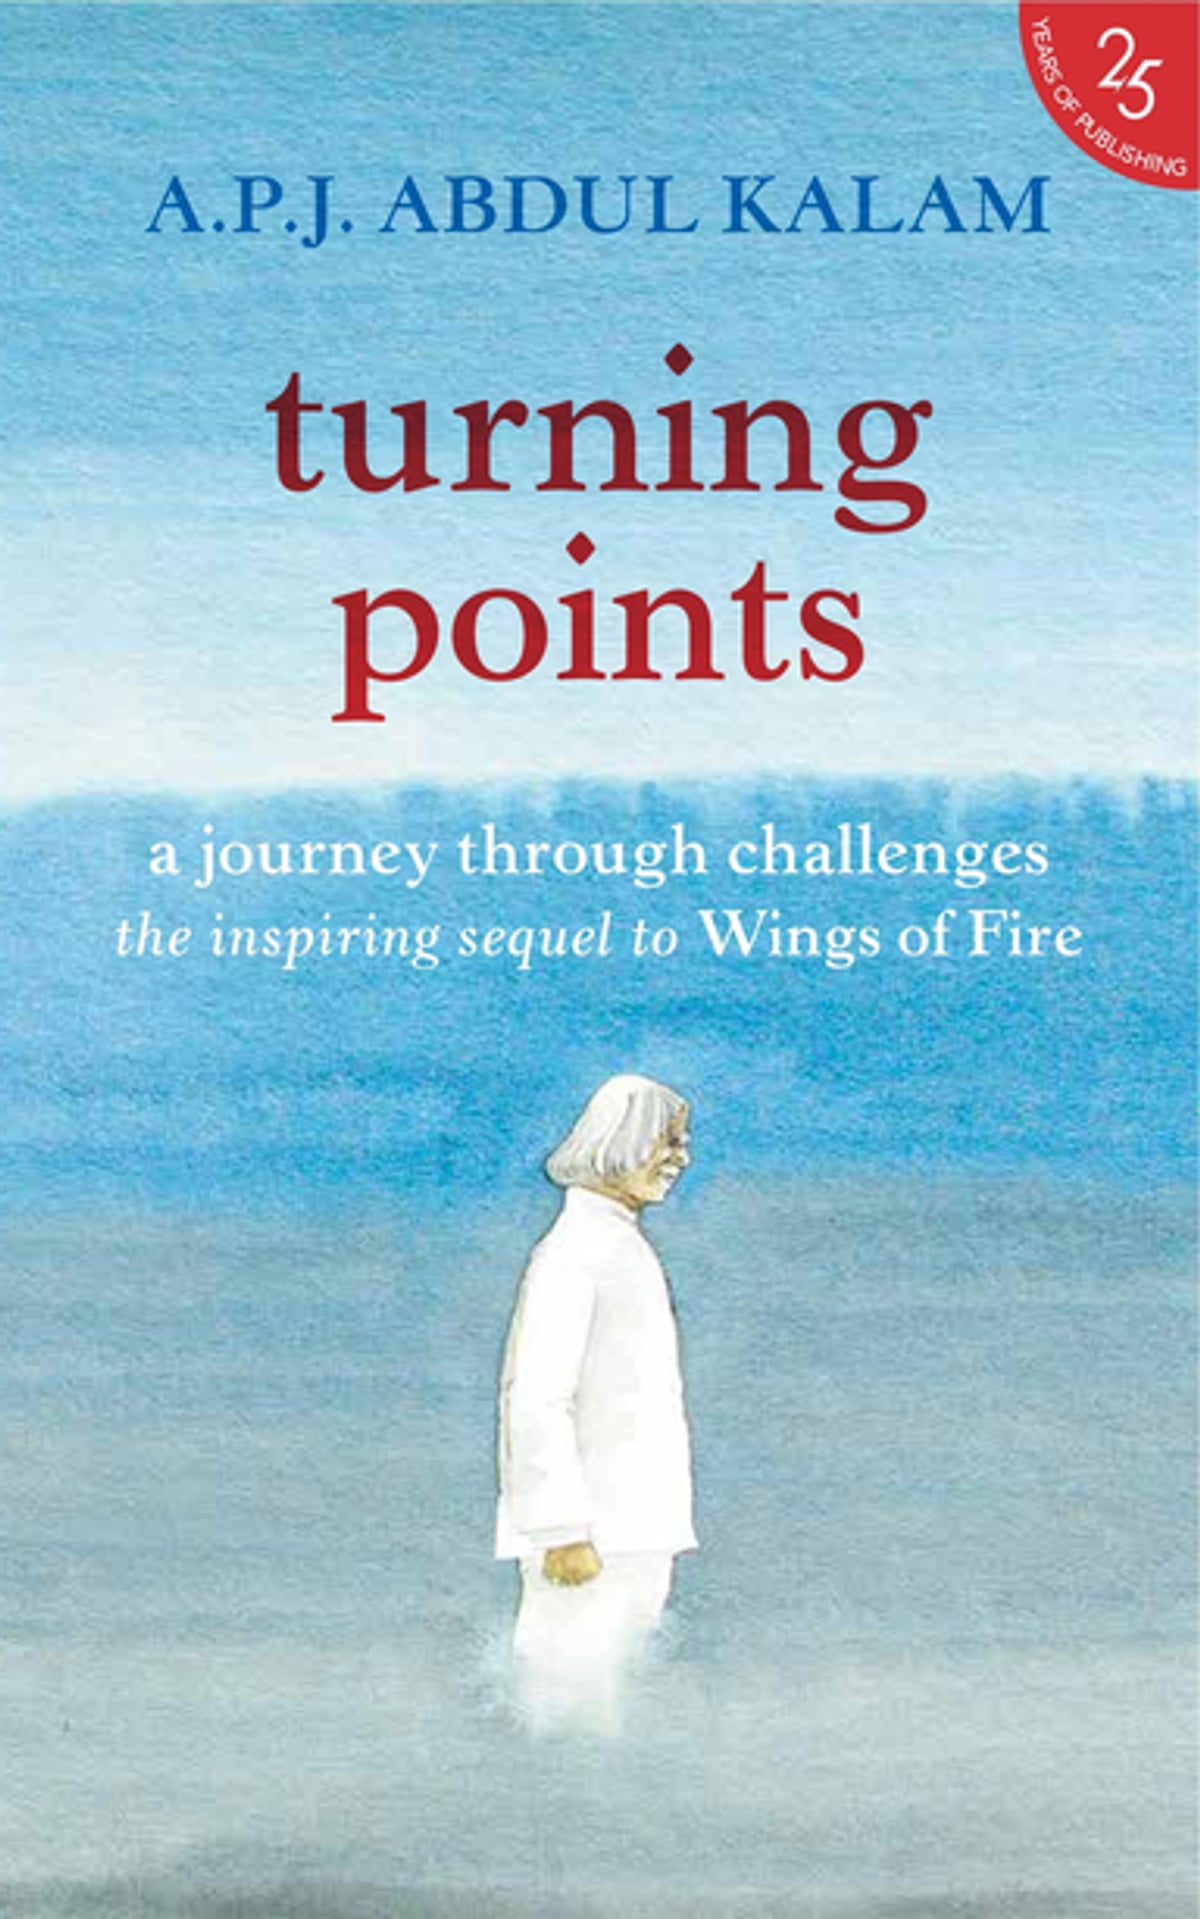 25
YEARS OF PUBLISHING
A.P.J. ABDUL KALAM
turning
points
a journey through challenges
the inspiring sequel to Wings of Fire